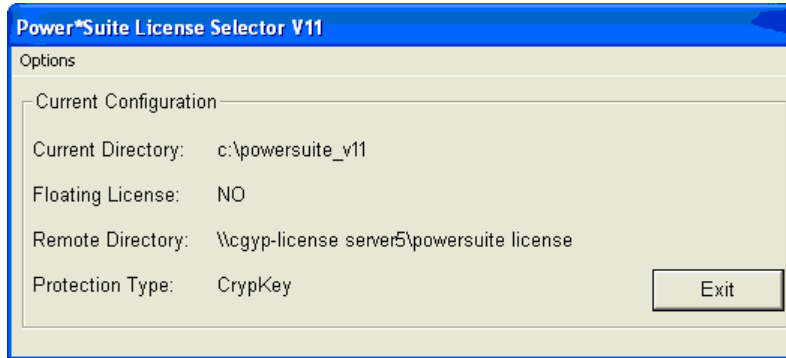 Power*Suite License Selector V11
Options
Current Configuration
Current Directory: c:\powersuite_v11
Floating License: NO
Remote Directory: \\cgyp-license server5\powersuite license
Protection Type: CrypKey
Exit